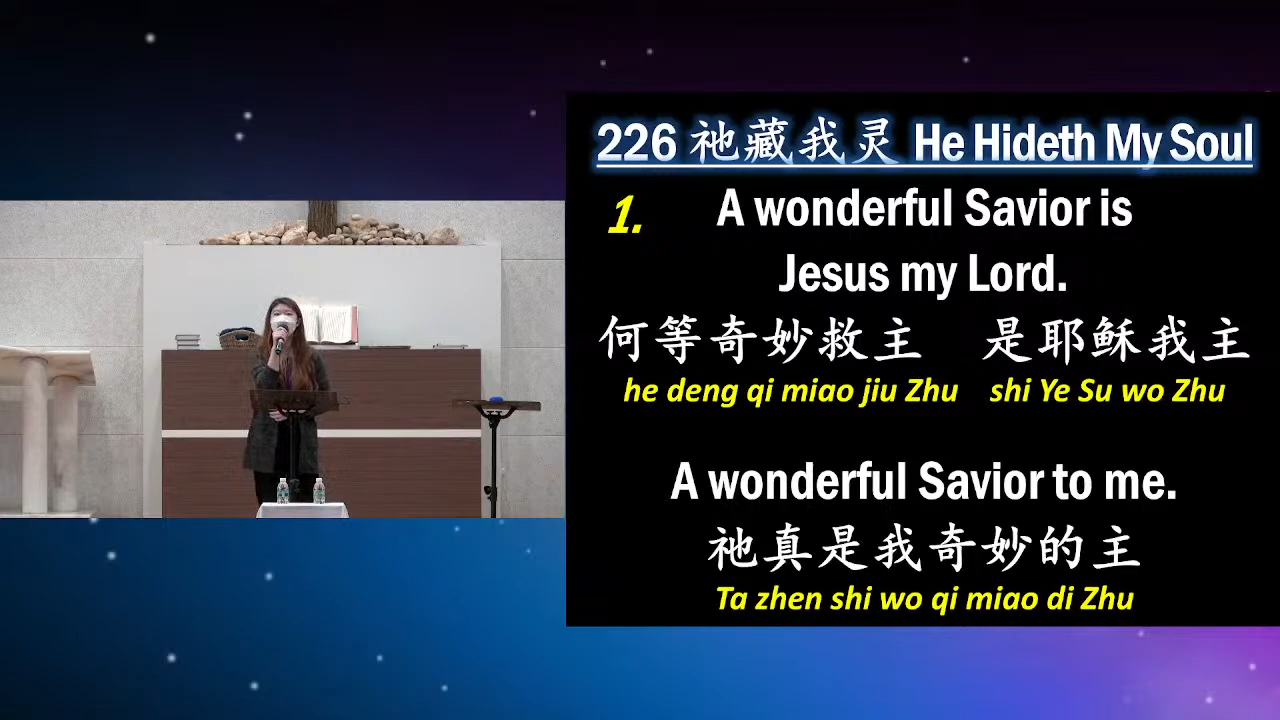 226 祂藏我灵 He Hideth My Soul
1. A wonderful Savior is
Jesus my Lord.
何等奇妙救主 是耶稣我主
he deng qi miao jiu Zhu shi Ye Su wo Zhu
A wonderful Savior to me.
祂真是我奇妙的主
Ta zhen shi wo qi miao di Zhu